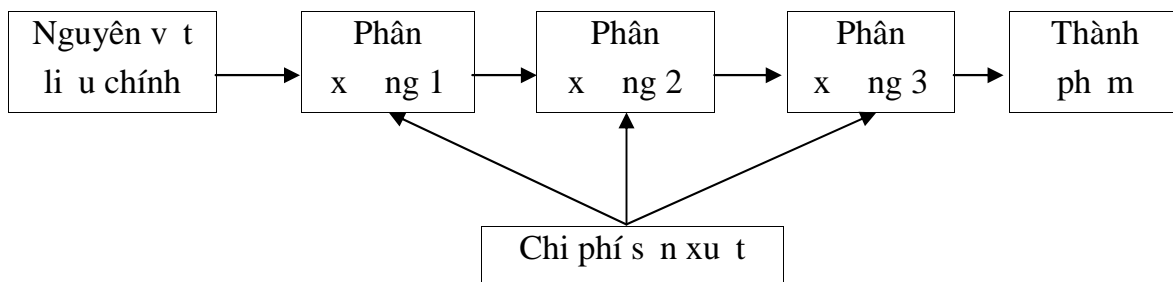 Nguyên v t
li u chính
Phân
x ng 1
Phân
x ng 2
Phân
x ng 3
Thành
ph m
Chi phí s n xu t